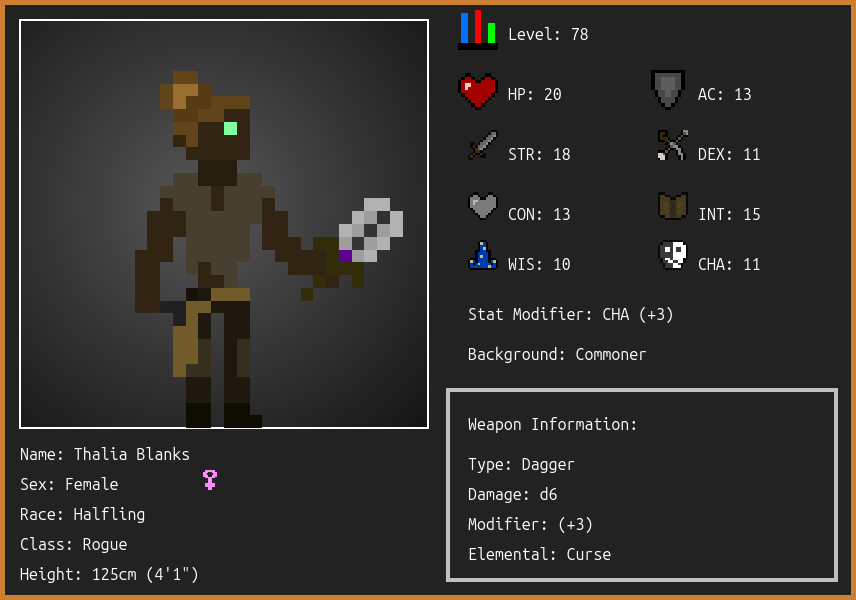 Level: 78
HP: 20
AC: 13
STR: 18
DEX: 11
CON: 13
INT: 15
WIS: 10
CHA: 11
Stat Modifier: CHA (+3)
Background: Commoner
Weapon Information:
Type: Dagger
Damage: d6
Modifier: (+3)
Elemental: Curse
Name: Thalia Blanks
Sex: Female
Race: Halfling
Class: Rogue
Height: 125cm (4'1")